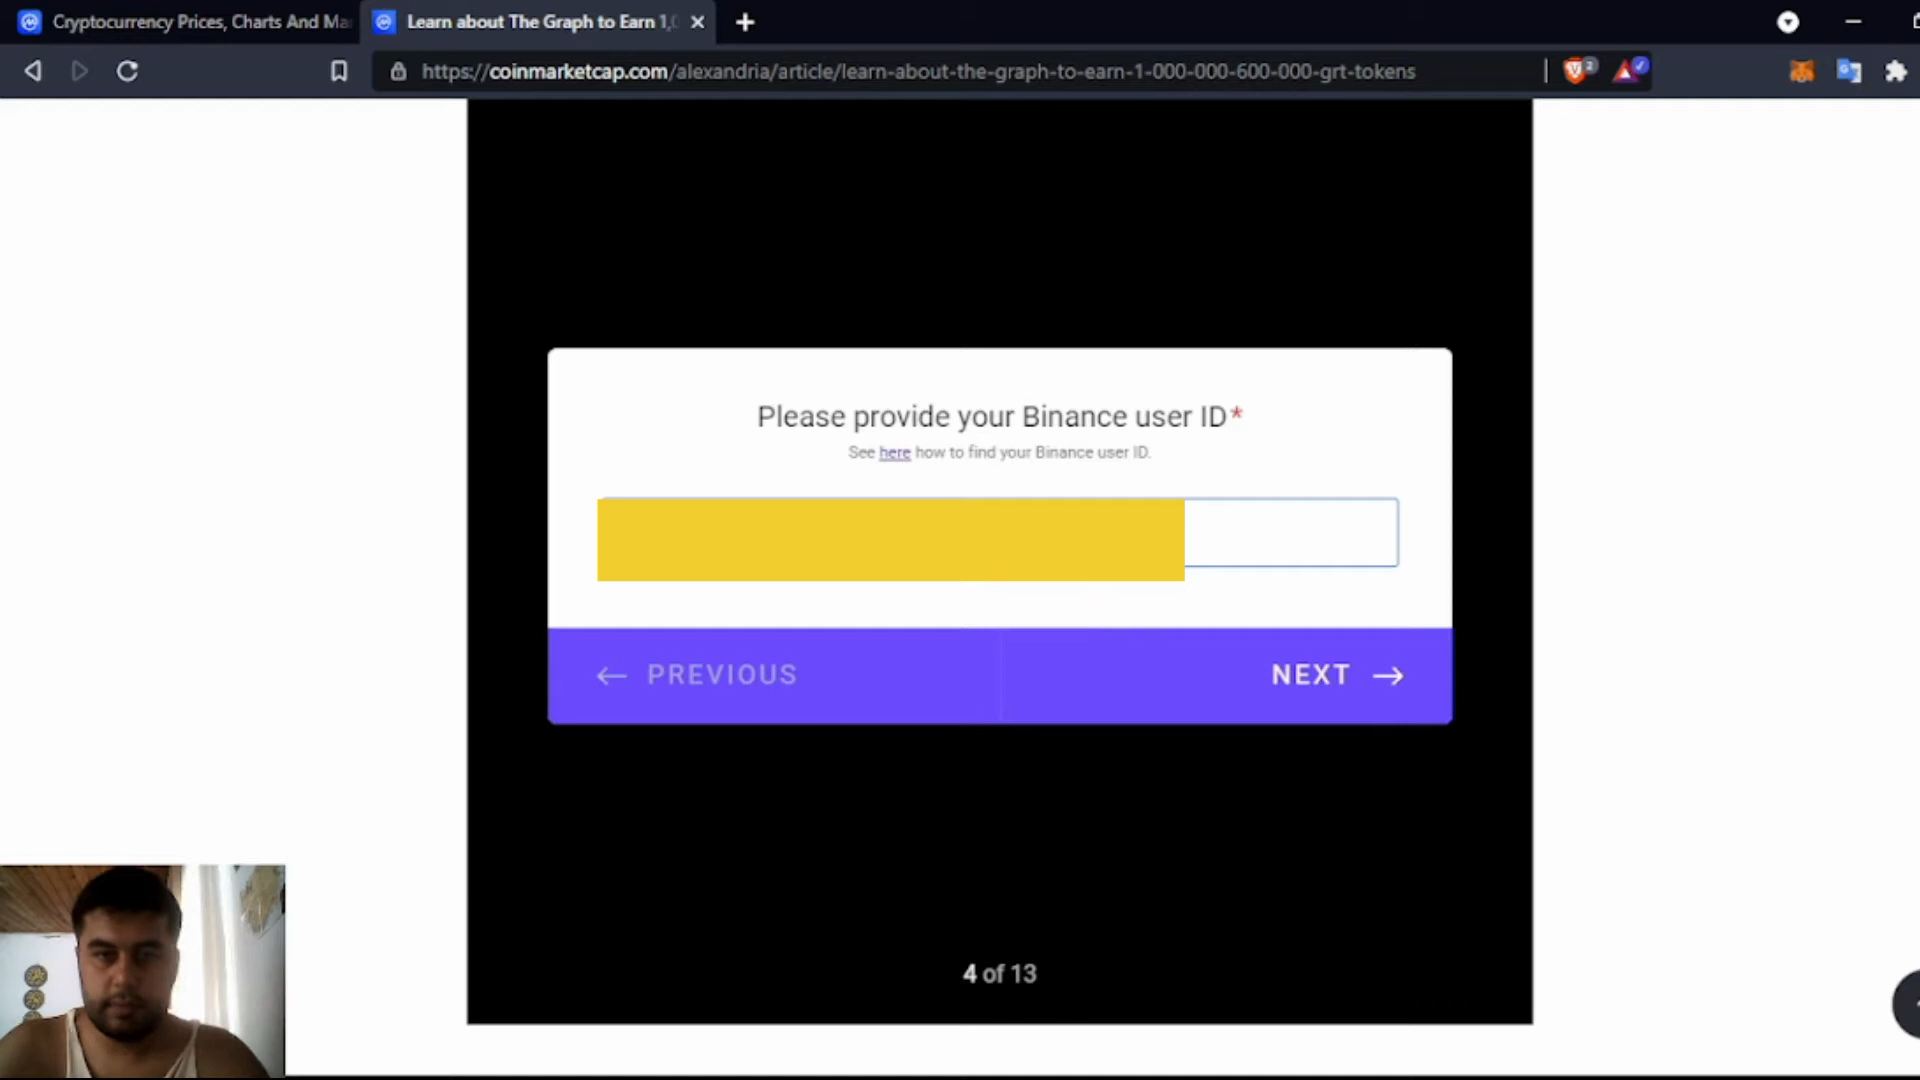 Cryptocurrency Prices, Charts And Ma
Learn about The Graph to Earn 1,0
https://coinmarketcap.com/alexandria/article/learn-about-the-graph-to-earn-1-000-000-600-000-grt-tokens
2
Please provide your Binance user ID*
See here how to find your Binance user ID.
← PREVIOUS
NEXT →
4 of 13